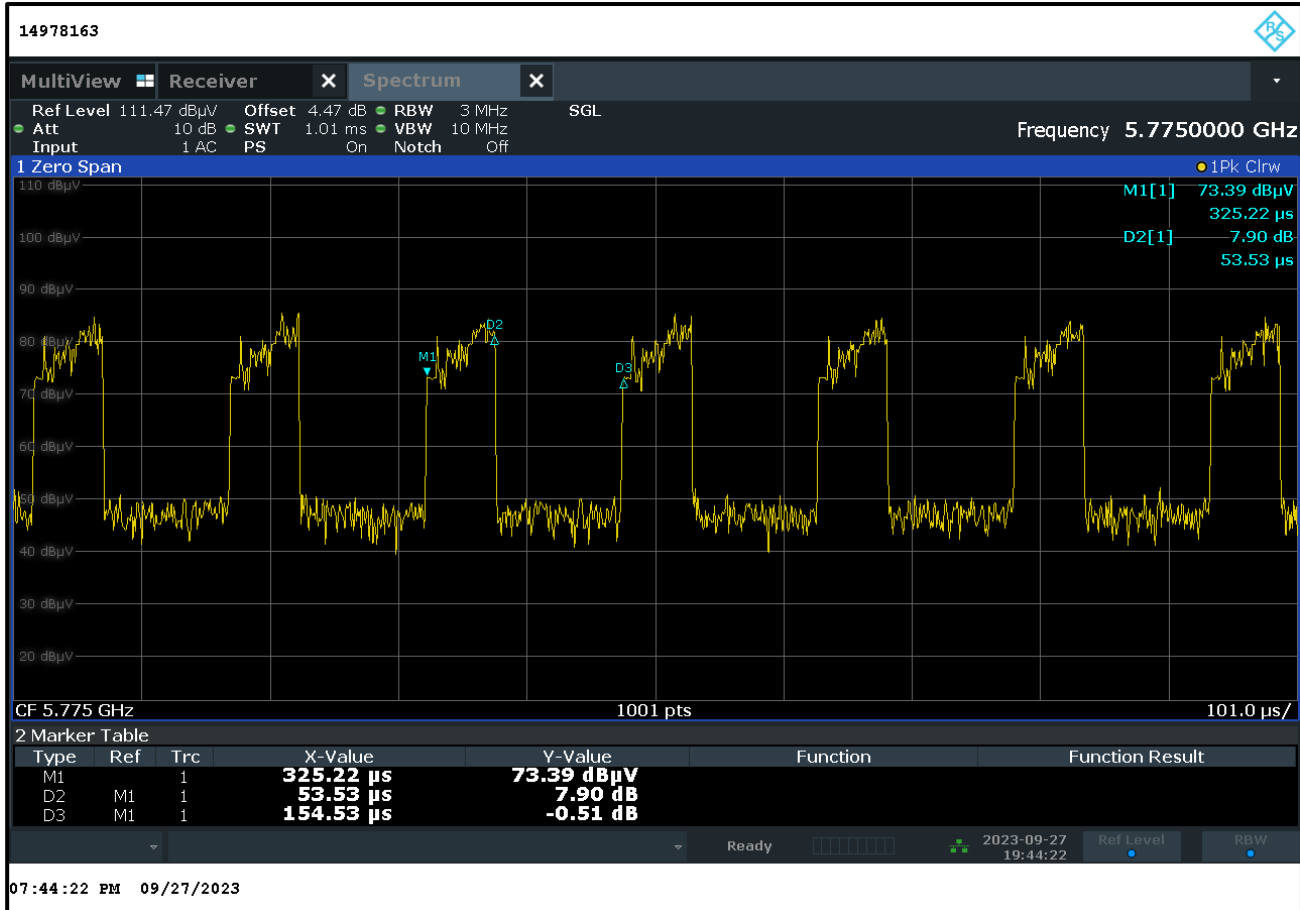 14978163
R&S
MultiView Receiver X Spectrum X
Ref Level 111.47 dBµV Offset 4.47 dB RBW 3 MHz SGL
Att 10 dB SWT 1.01 ms VBW 10 MHz Frequency 5.7750000 GHz
Input 1 AC PS On Notch Off
1 Zero Span 1Pk Clrw
110 dBµV M1[1] 73.39 dBµV
325.22 µs
100 dBµV D2[1] 7.90 dB
53.53 µs
90 dBµV
D2
80 dBµV
M1
D3
70 dBµV
60 dBµV
50 dBµV
40 dBµV
30 dBµV
20 dBµV
CF 5.775 GHz 1001 pts 101.0 µs/
2 Marker Table
Type Ref Trc X-Value Y-Value Function Function Result
M1 1 325.22 µs 73.39 dBµV
D2 M1 1 53.53 µs 7.90 dB
D3 M1 1 154.53 µs -0.51 dB
Ready 2023-09-27 Ref Level RBW
19:44:22
07:44:22 PM 09/27/2023